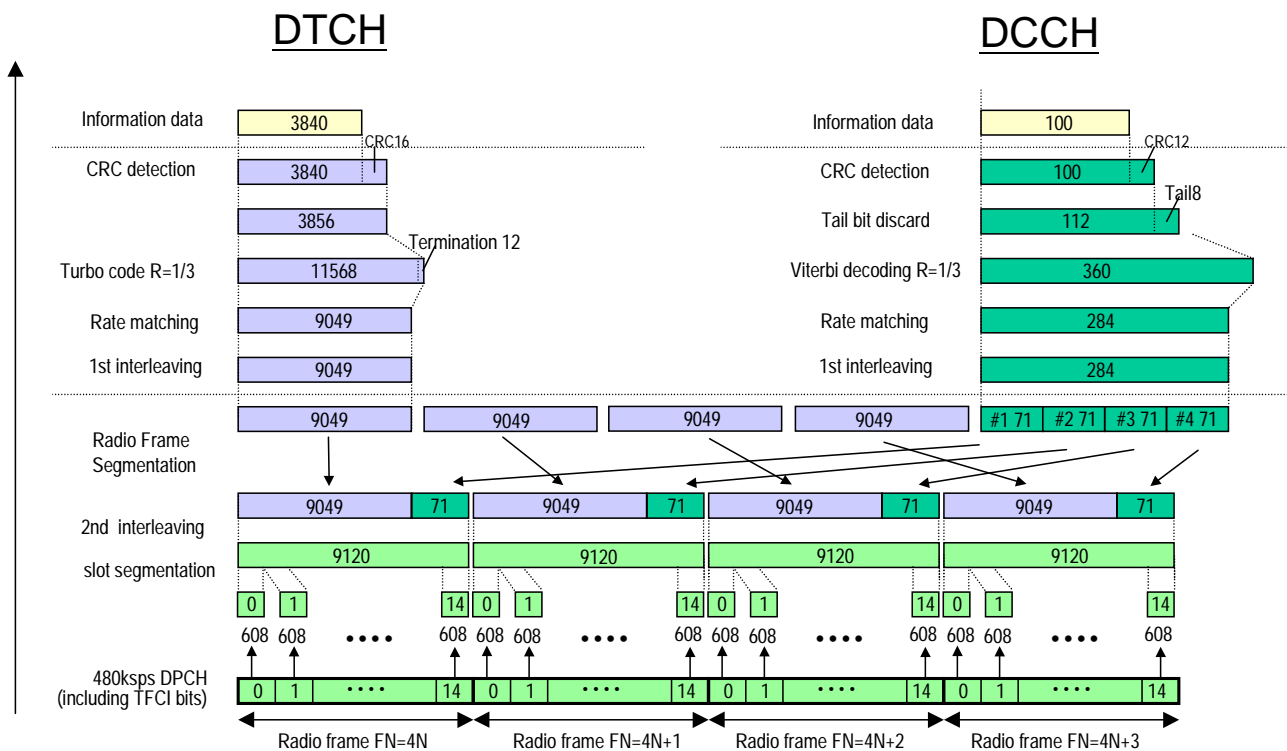 DTCH DCCH
Information data 3840 Information data 100
CRC16 CRC12
CRC detection 3840 CRC detection 100
Tail8
3856 Tail bit discard 112
Termination 12
Turbo code R=1/3 11568 Viterbi decoding R=1/3 360
Rate matching 9049 Rate matching 284
1st interleaving 9049 1st interleaving 284
9049 9049 9049 9049 #1 71 #2 71 #3 71 #4 71
Radio Frame
Segmentation
9049 71 9049 71 9049 71 9049 71
2nd interleaving
9120 9120 9120 9120
slot segmentation
0 1 14 0 1 14 0 1 14 0 1 14
608 608 •••• 608 608 608 •••• 608 608 608 •••• 608 608 608 •••• 608
480ksps DPCH
(including TFCI bits)
0 1 •••• 14 0 1 •••• 14 0 1 •••• 14 0 1 •••• 14
Radio frame FN=4N Radio frame FN=4N+1 Radio frame FN=4N+2 Radio frame FN=4N+3